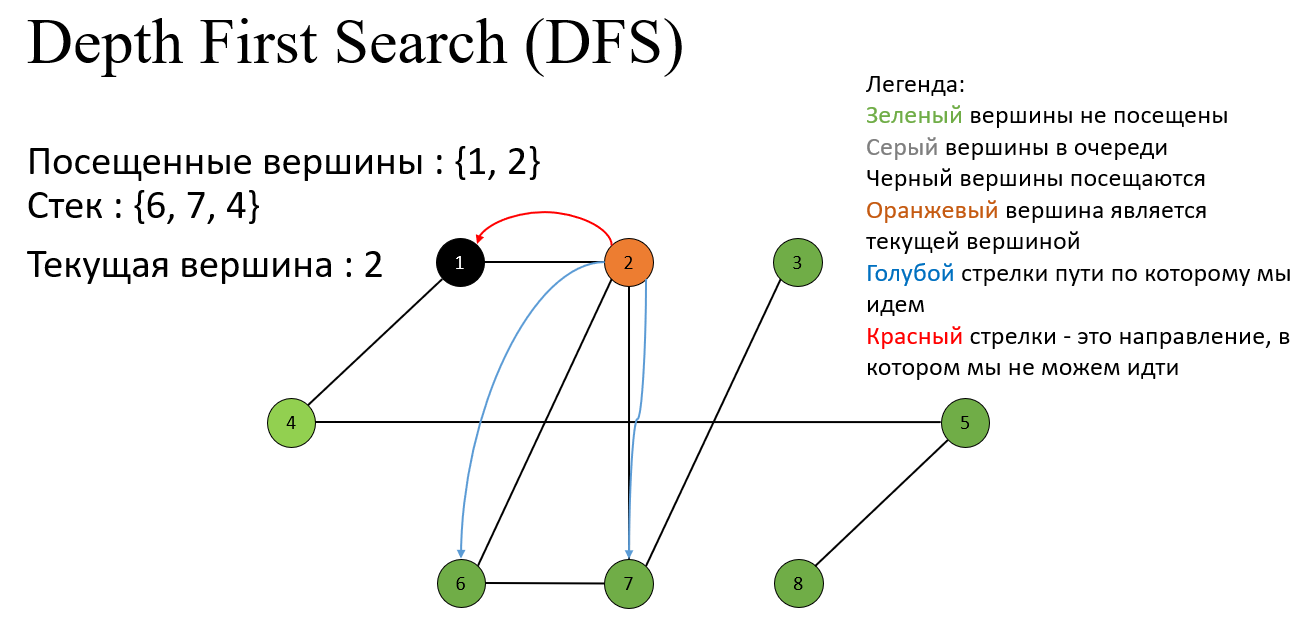 Depth First Search (DFS)
Легенда:
Зеленый вершины не посещены
Серый вершины в очереди
Черный вершины посещаются
Оранжевый вершина является
текущей вершиной
Голубой стрелки пути по которому мы
идем
Красный стрелки - это направление, в
котором мы не можем идти
Посещенные вершины : {1, 2}
Стек : {6, 7, 4}
Текущая вершина : 2
1
2
3
4
5
6
7
8